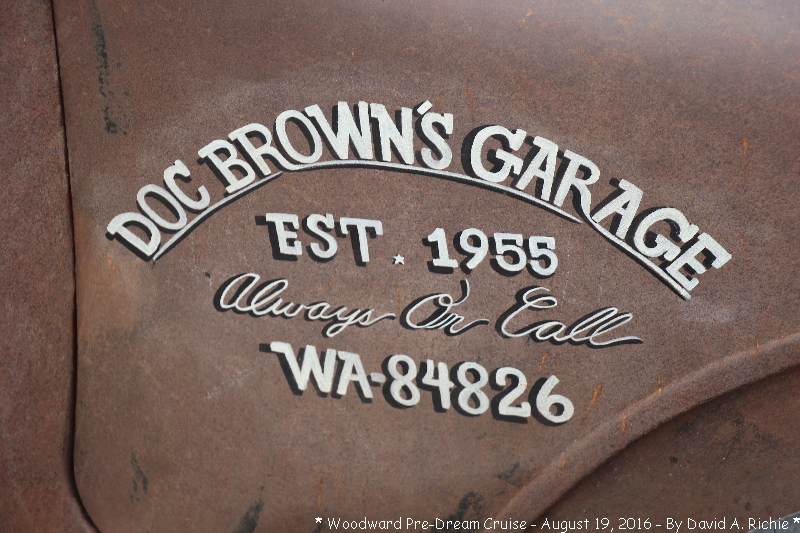 DOC BROWN'S GARAGE
EST. 1955
Always On Call
WA-84826
* Woodward Pre-Dream Cruise - August 19, 2016 - By David A. Richie *